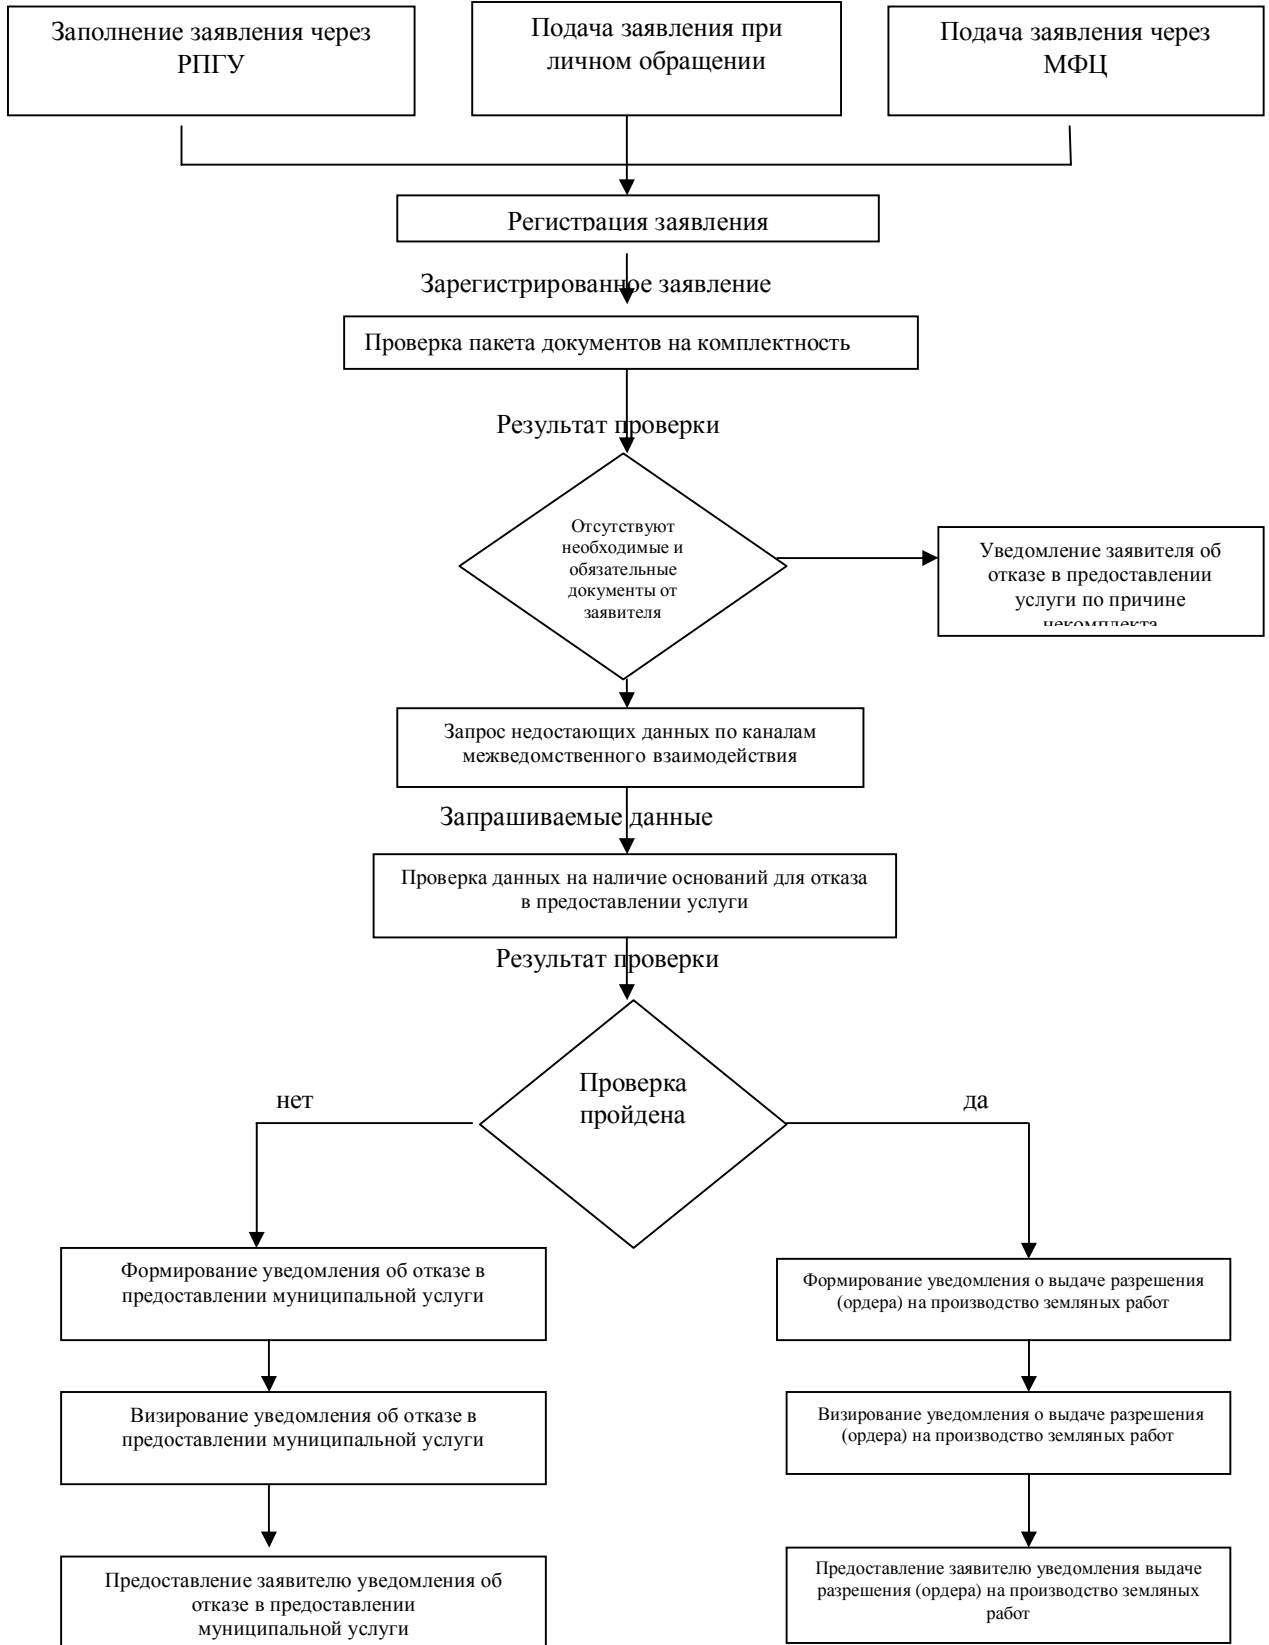 Заполнение заявления через
РПГУ
Подача заявления при
личном обращении
Подача заявления через
МФЦ
Регистрация заявления
Зарегистрированное заявление
Проверка пакета документов на комплектность
Результат проверки
Отсутствуют
необходимые и
обязательные
документы от
заявителя
Уведомление заявителя об
отказе в предоставлении
услуги по причине
некомплекта
Запрос недостающих данных по каналам
межведомственного взаимодействия
Запрашиваемые данные
Проверка данных на наличие оснований для отказа
в предоставлении услуги
Результат проверки
Проверка
пройдена
нет
да
Формирование уведомления об отказе в
предоставлении муниципальной услуги
Формирование уведомления о выдаче разрешения
(ордера) на производство земляных работ
Визирование уведомления об отказе в
предоставлении муниципальной услуги
Визирование уведомления о выдаче разрешения
(ордера) на производство земляных работ
Предоставление заявителю уведомления об
отказе в предоставлении
муниципальной услуги
Предоставление заявителю уведомления выдаче
разрешения (ордера) на производство земляных
работ